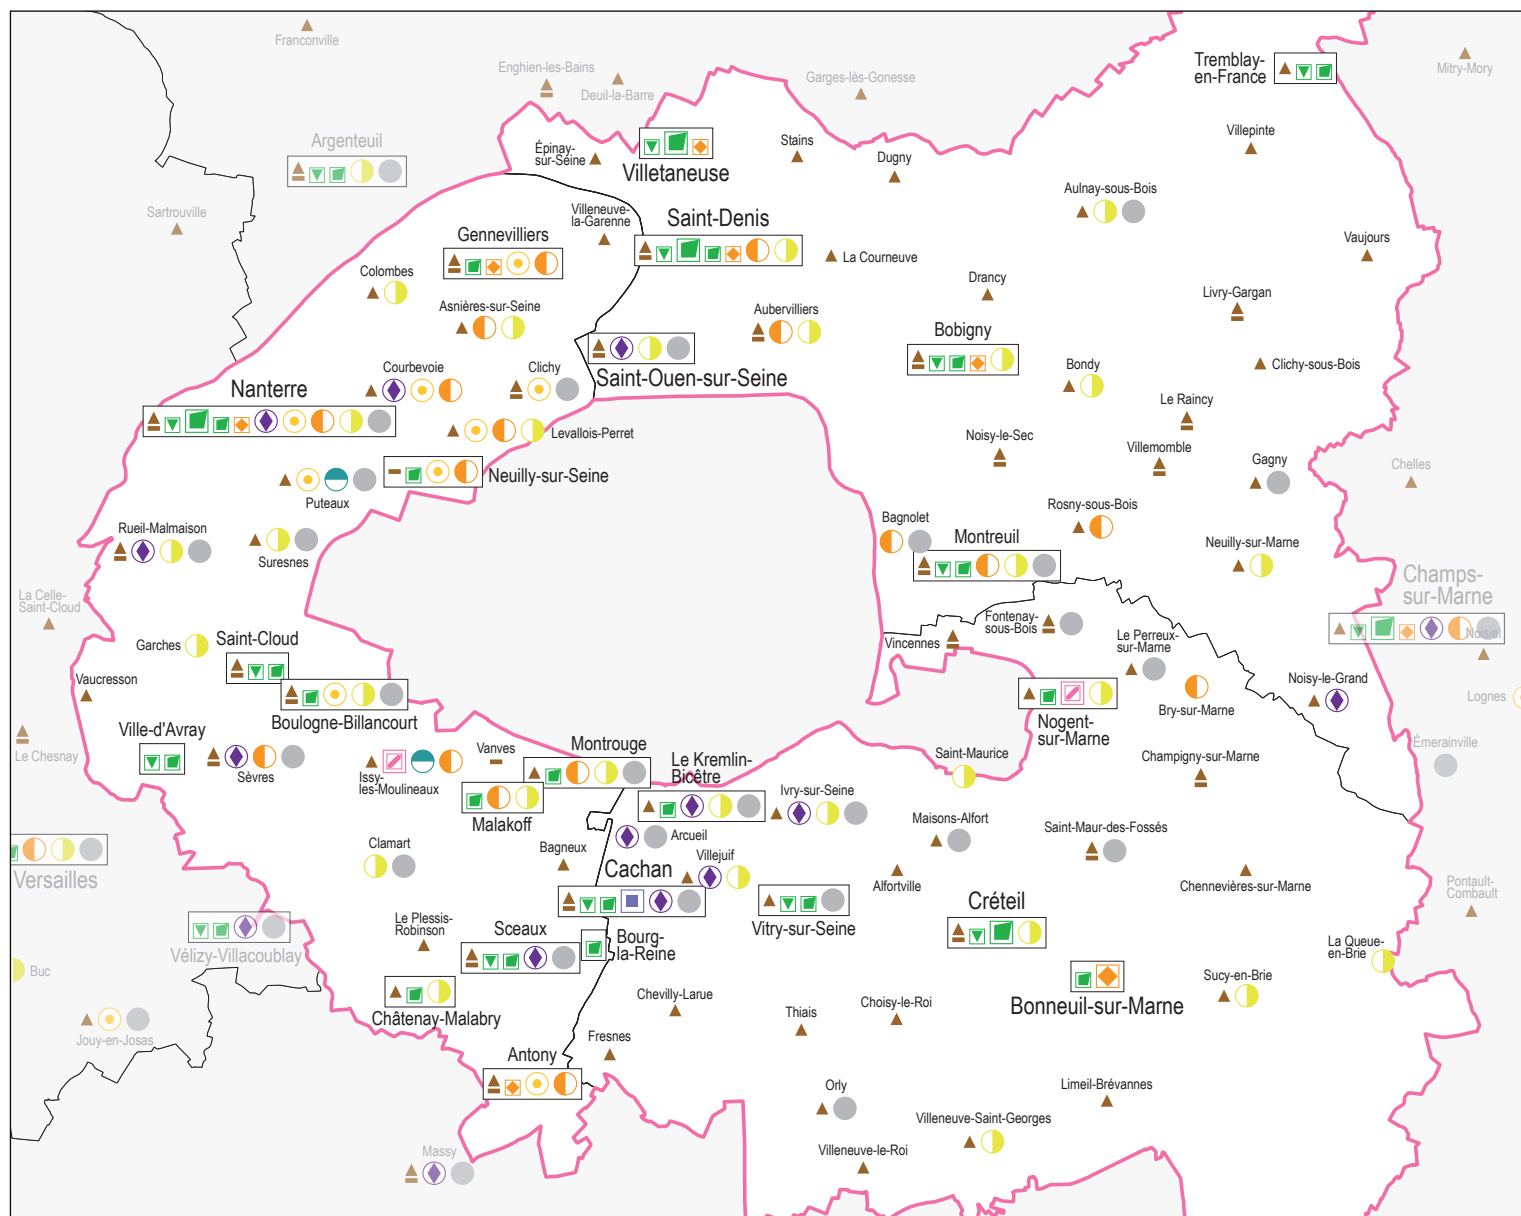 Franconville
Enghien-les-Bains
Deuil-la-Barre
Garges-lès-Gonesse
Tremblay-
en-France
Mitry-Mory
Argenteuil
Épinay-
sur-Seine
Villetaneuse
Stains
Dugny
Villepinte
Aulnay-sous-Bois
Sartrouville
Villeneuve-
la-Garenne
Saint-Denis
Gennevilliers
La Courneuve
Vaujours
Colombes
Drancy
Livry-Gargan
Asnières-sur-Seine
Aubervilliers
Bobigny
Courbevoie
Clichy
Saint-Ouen-sur-Seine
Bondy
Clichy-sous-Bois
Nanterre
Le Raincy
Levallois-Perret
Noisy-le-Sec
Villemomble
Gagny
Chelles
Neuilly-sur-Seine
Puteaux
Rueil-Malmaison
Suresnes
Bagnolet
Montreuil
Rosny-sous-Bois
Neuilly-sur-Marne
Champs-
sur-Marne
La Celle-
Saint-Cloud
Garches
Saint-Cloud
Vincennes
Fontenay-
sous-Bois
Le Perreux-
sur-Marne
Noisiel
Vaucresson
Boulogne-Billancourt
Nogent-
sur-Marne
Bry-sur-Marne
Noisy-le-Grand
Lognes
Ville-d'Avray
Le Chesnay
Sèvres
Issy-
les-Moulineaux
Vanves
Montrouge
Le Kremlin-
Bicêtre
Saint-Maurice
Champigny-sur-Marne
Émerainville
Malakoff
Ivry-sur-Seine
Maisons-Alfort
Saint-Maur-des-Fossés
Arcueil
Clamart
Bagneux
Cachan
Villejuif
Alfortville
Chennevières-sur-Marne
Versailles
Pontault-
Combault
Le Plessis-
Robinson
Sceaux
Bourg-
la-Reine
Vitry-sur-Seine
Créteil
La Queue-
en-Brie
Vélizy-Villacoublay
Buc
Châtenay-Malabry
Chevilly-Larue
Thiais
Choisy-le-Roi
Bonneuil-sur-Marne
Sucy-en-Brie
Jouy-en-Josas
Antony
Fresnes
Orly
Limeil-Brévannes
Villeneuve-Saint-Georges
Massy
Villeneuve-le-Roi